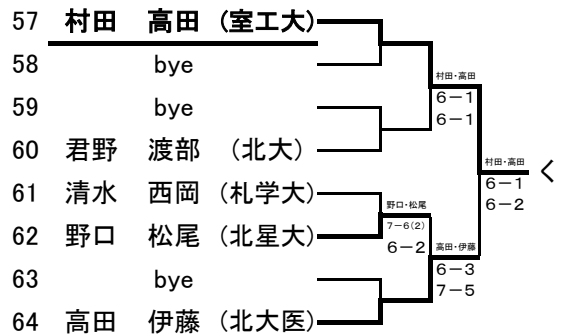 57 村田 高田 (室工大)
58 bye
村田・高田
59 bye
6-1
6-1
60 君野 渡部 (北大)
村田・高田
6-1
6-2
く
61 清水 西岡 (札学大)
野口・松尾
7-6(2)
6-2
62 野口 松尾 (北星大)
高田・伊藤
6-3
7-5
63 bye
64 高田 伊藤 (北大医)